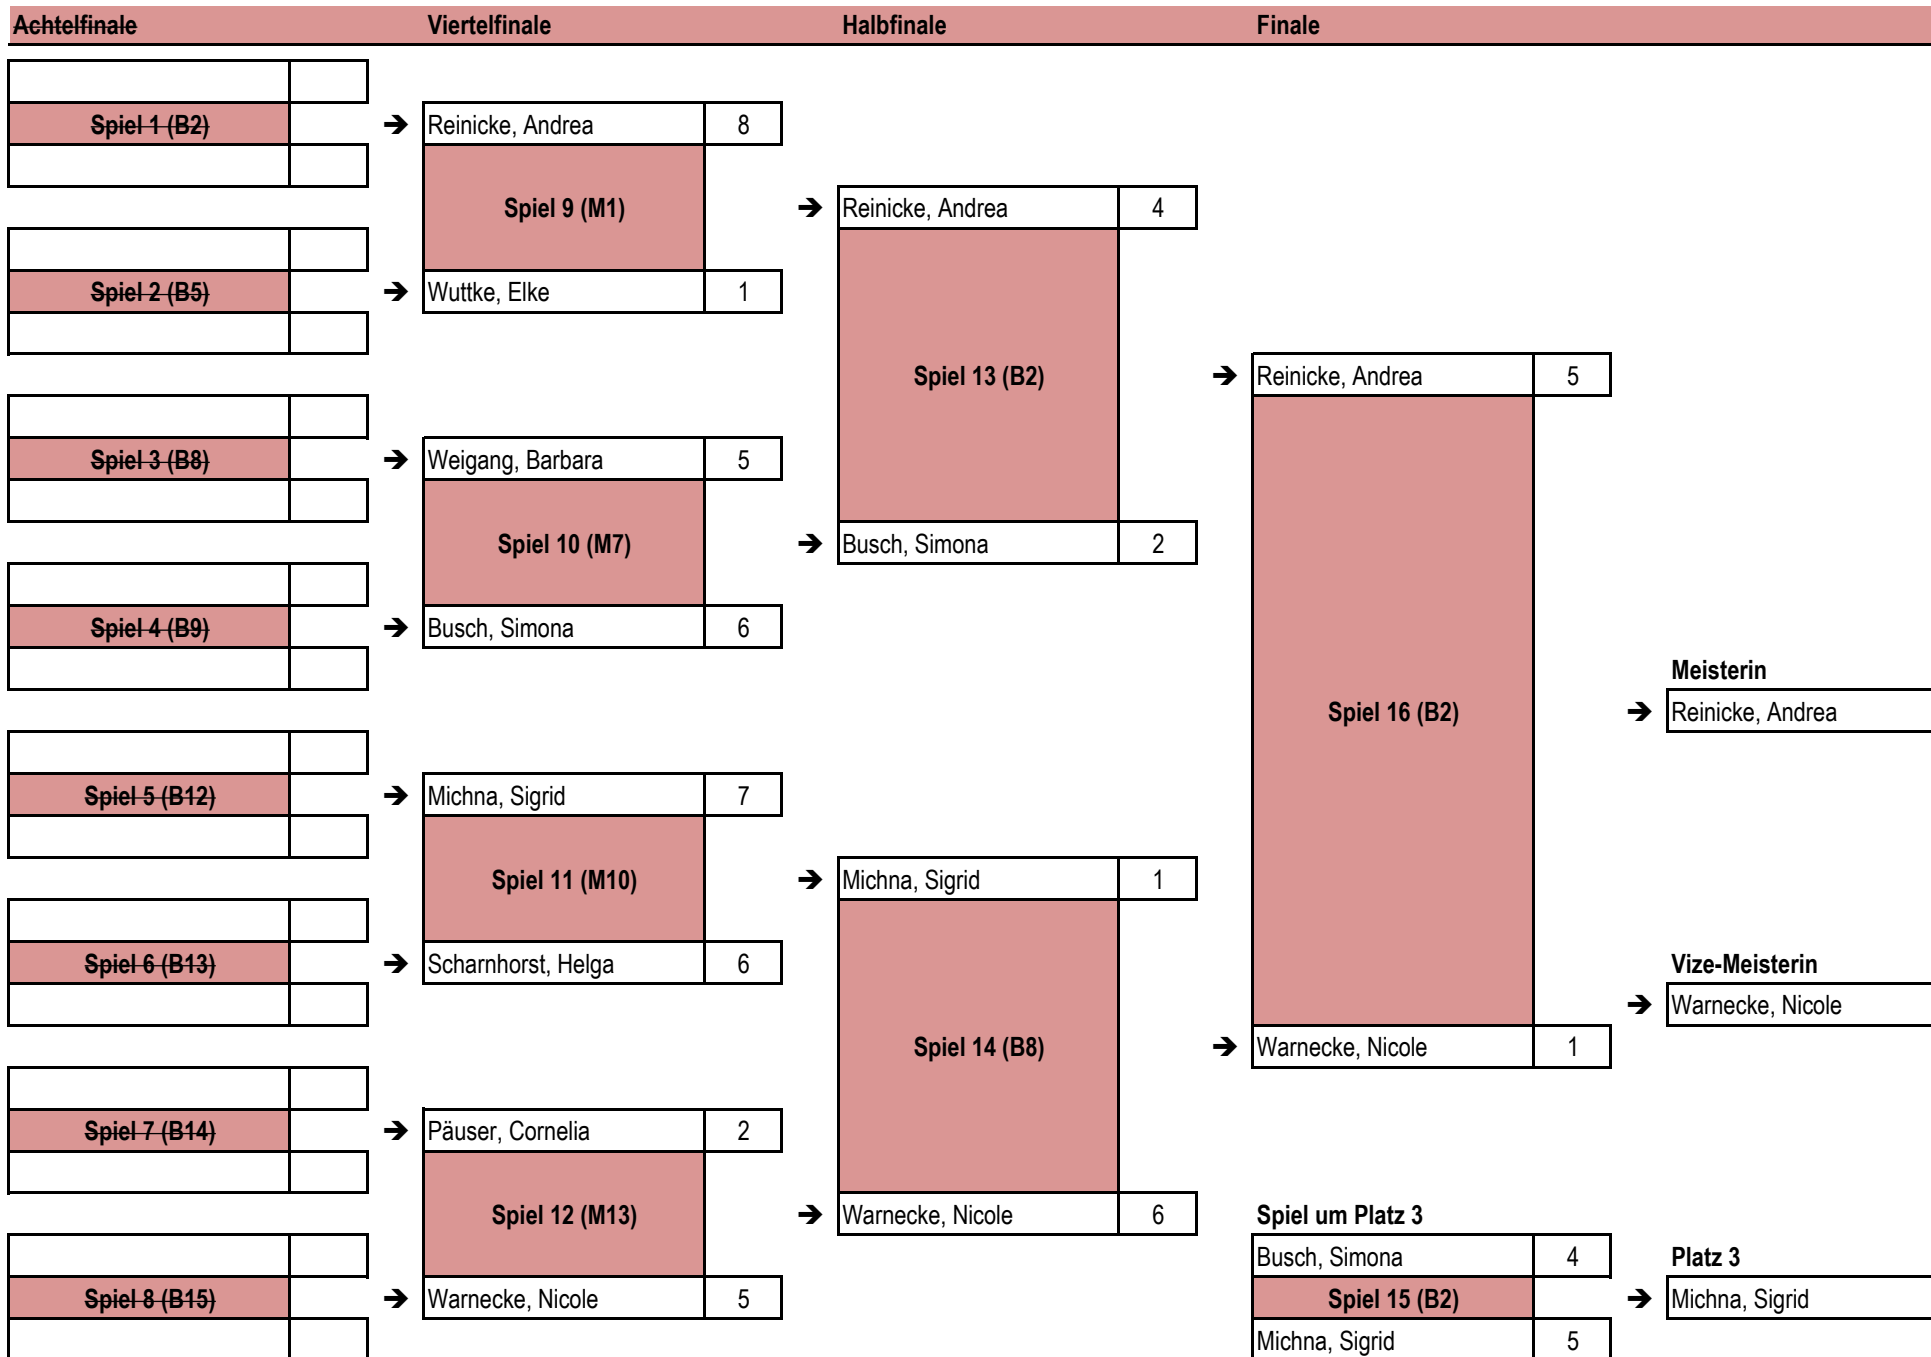 Achtelfinale Viertelfinale Halbfinale Finale
Spiel 1 (B2)
Spiel 2 (B5)
Spiel 3 (B8)
Spiel 4 (B9)
Spiel 5 (B12)
Spiel 6 (B13)
Spiel 7 (B14)
Spiel 8 (B15)
➔ Reinicke, Andrea 8
Spiel 9 (M1)
➔ Wuttke, Elke 1
➔ Weigang, Barbara 5
Spiel 10 (M7)
➔ Busch, Simona 6
➔ Michna, Sigrid 7
Spiel 11 (M10)
➔ Scharnhorst, Helga 6
➔ Päuser, Cornelia 2
Spiel 12 (M13)
➔ Warnecke, Nicole 5
➔ Reinicke, Andrea 4
Spiel 13 (B2)
➔ Busch, Simona 2
➔ Michna, Sigrid 1
Spiel 14 (B8)
➔ Warnecke, Nicole 6
➔ Reinicke, Andrea 5
Spiel 16 (B2)
➔ Warnecke, Nicole 1
Meisterin
➔ Reinicke, Andrea
Vize-Meisterin
➔ Warnecke, Nicole
Spiel um Platz 3
Busch, Simona 4
Spiel 15 (B2)
Michna, Sigrid 5
Platz 3
➔ Michna, Sigrid